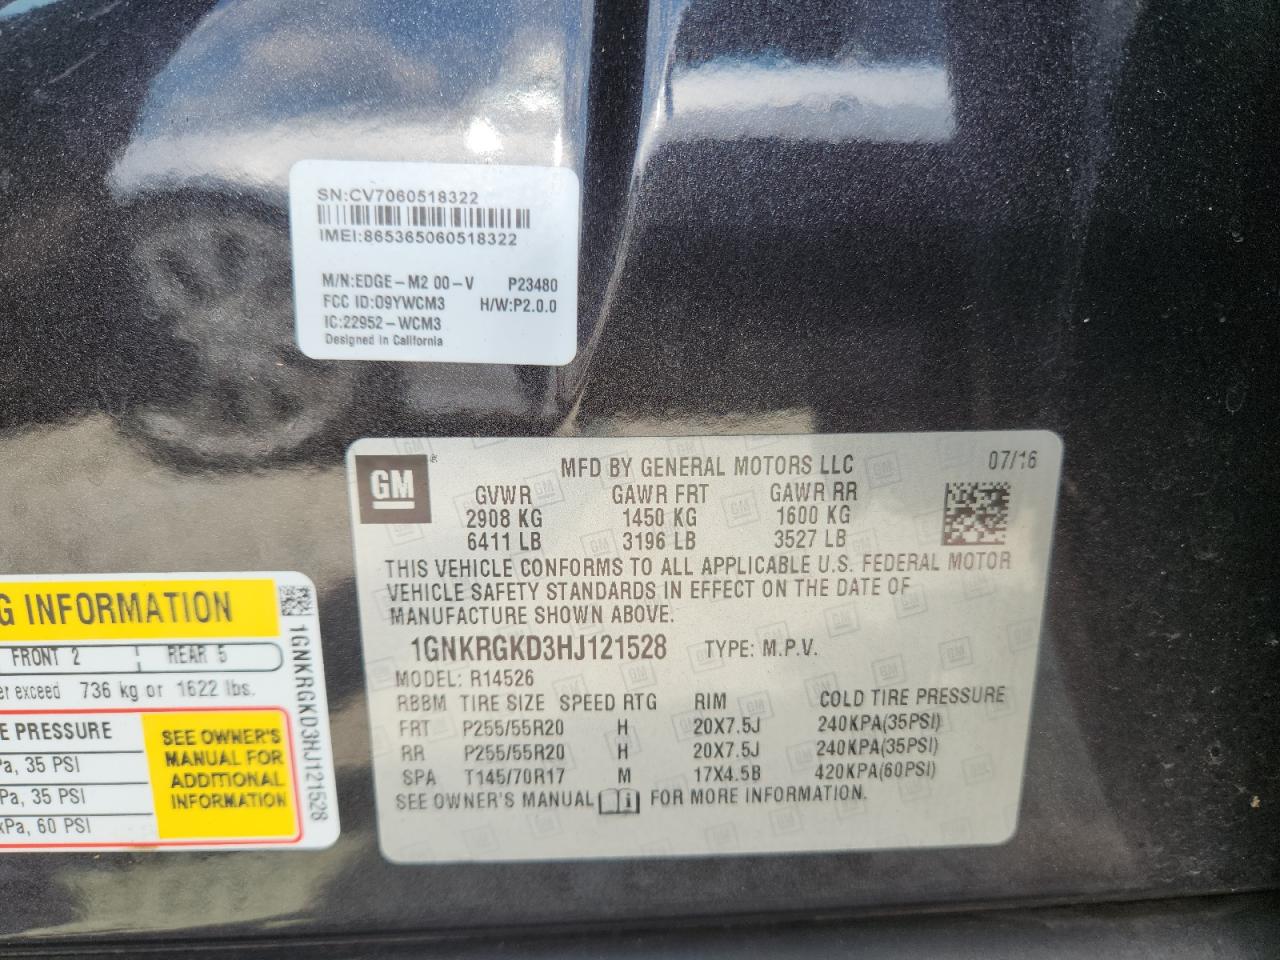 SN:CV7060518322
IMEI:865365060518322
M/N:EDGE-M2 00-V P23480
FCC ID:O9YWCM3 H/W:P2.0.0
IC:22952-WCM3
Designed in California
GM
MFD BY GENERAL MOTORS LLC 07/16
GVWR GAWR FRT GAWR RR
2908 KG 1450 KG 1600 KG
6411 LB 3196 LB 3527 LB
THIS VEHICLE CONFORMS TO ALL APPLICABLE U.S. FEDERAL MOTOR
VEHICLE SAFETY STANDARDS IN EFFECT ON THE DATE OF
MANUFACTURE SHOWN ABOVE.
1GNKRGKD3HJ121528 TYPE: M.P.V.
MODEL: R14526
RBBM TIRE SIZE SPEED RTG RIM COLD TIRE PRESSURE
FRT P255/55R20 H 20X7.5J 240KPA(35PSI)
RR P255/55R20 H 20X7.5J 240KPA(35PSI)
SPA T145/70R17 M 17X4.5B 420KPA(60PSI)
SEE OWNER'S MANUAL FOR MORE INFORMATION.
G INFORMATION
FRONT 2 REAR 5
er exceed 736 kg or 1622 lbs.
E PRESSURE
Pa, 35 PSI
Pa, 35 PSI
kPa, 60 PSI
SEE OWNER'S
MANUAL FOR
ADDITIONAL
INFORMATION
1GNKRGKD3HJ121528